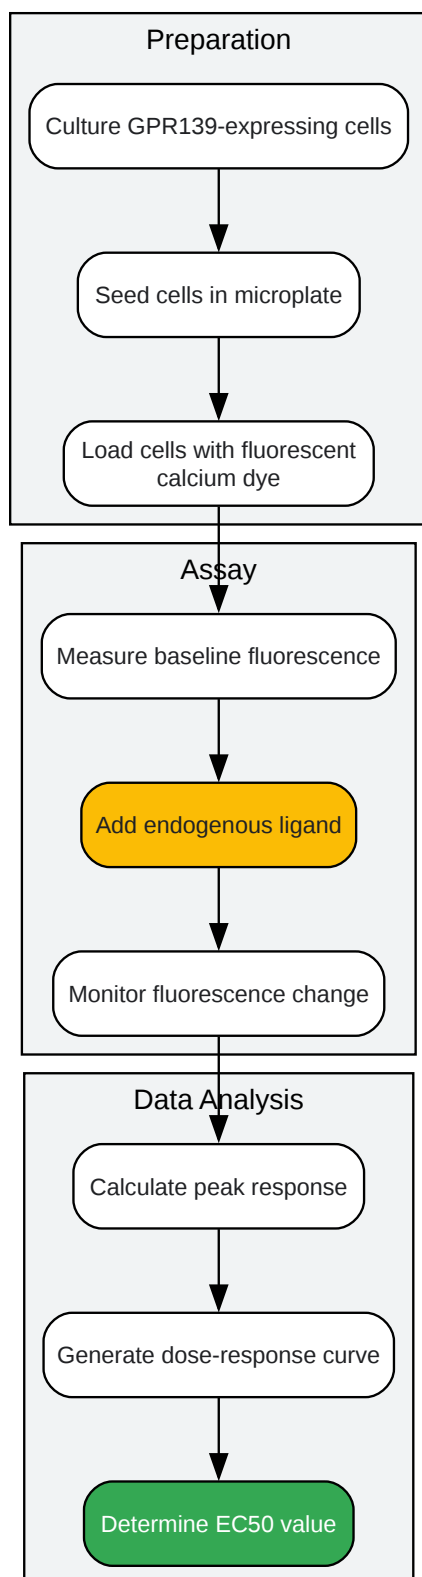 Preparation
Culture GPR139-expressing cells
Seed cells in microplate
Load cells with fluorescent
calcium dye
Assay
Measure baseline fluorescence
Add endogenous ligand
Monitor fluorescence change
Data Analysis
Calculate peak response
Generate dose-response curve
Determine EC50 value